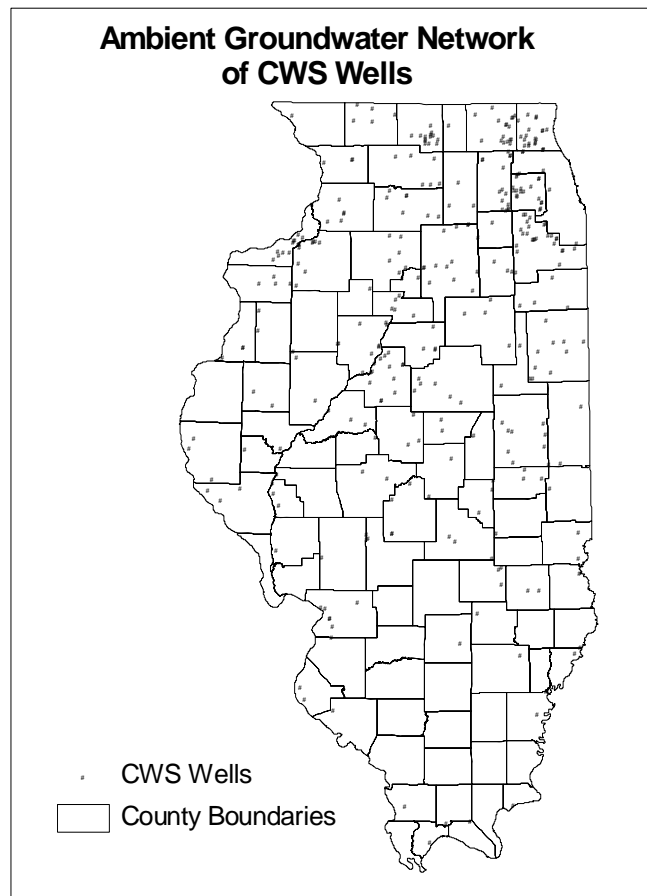 Ambient Groundwater Network
of CWS Wells
CWS Wells
County Boundaries